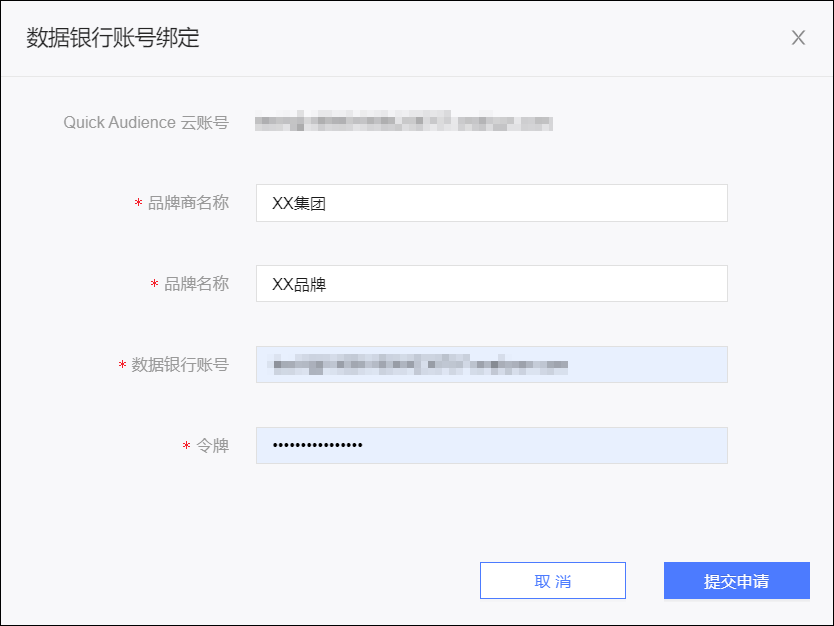 数据银行账号绑定
X
Quick Audience 云账号
* 品牌商名称 XX集团
* 品牌名称 XX品牌
* 数据银行账号
* 令牌 ••••••••••••••••
取 消 提交申请